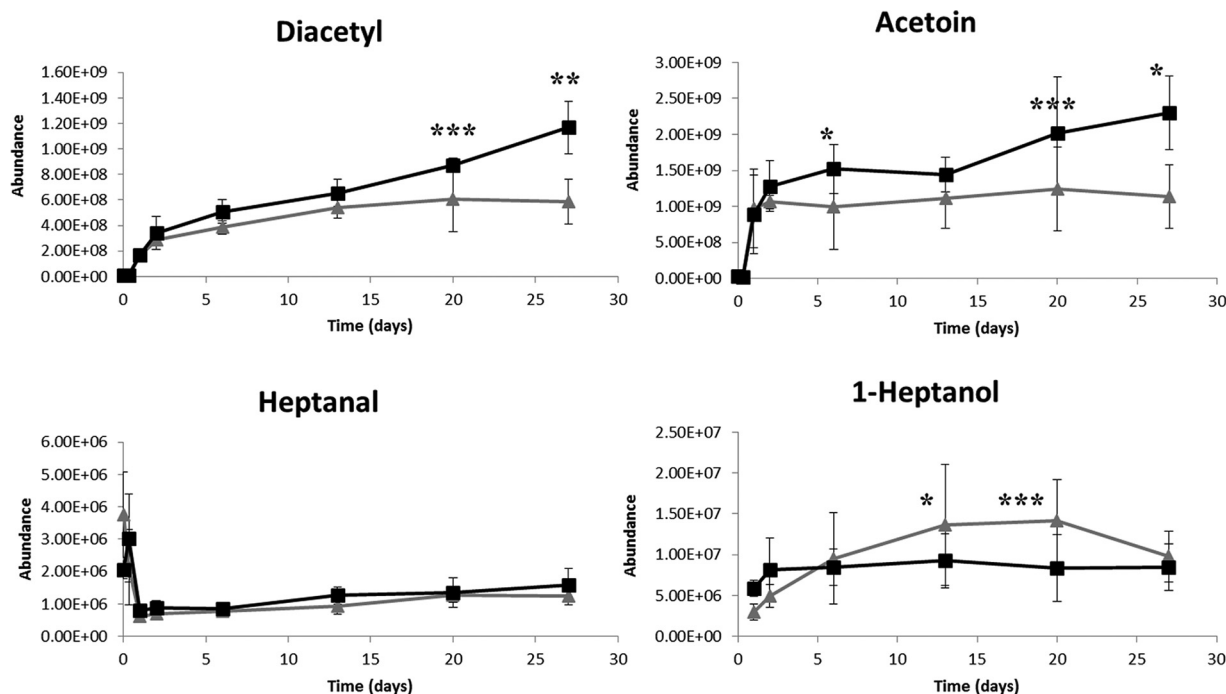 Diacetyl
Abundance
1.60E+09
1.40E+09
1.20E+09
1.00E+09
8.00E+08
6.00E+08
4.00E+08
2.00E+08
0.00E+00
***
**
0 5 10 15 20 25 30
Time (days)
Acetoin
Abundance
3.00E+09
2.50E+09
2.00E+09
1.50E+09
1.00E+09
5.00E+08
0.00E+00
*
***
*
0 5 10 15 20 25 30
Time (days)
Heptanal
Abundance
6.00E+06
5.00E+06
4.00E+06
3.00E+06
2.00E+06
1.00E+06
0.00E+00
0 5 10 15 20 25 30
Time (days)
1-Heptanol
Abundance
2.50E+07
2.00E+07
1.50E+07
1.00E+07
5.00E+06
0.00E+00
*
***
0 5 10 15 20 25 30
Time (days)